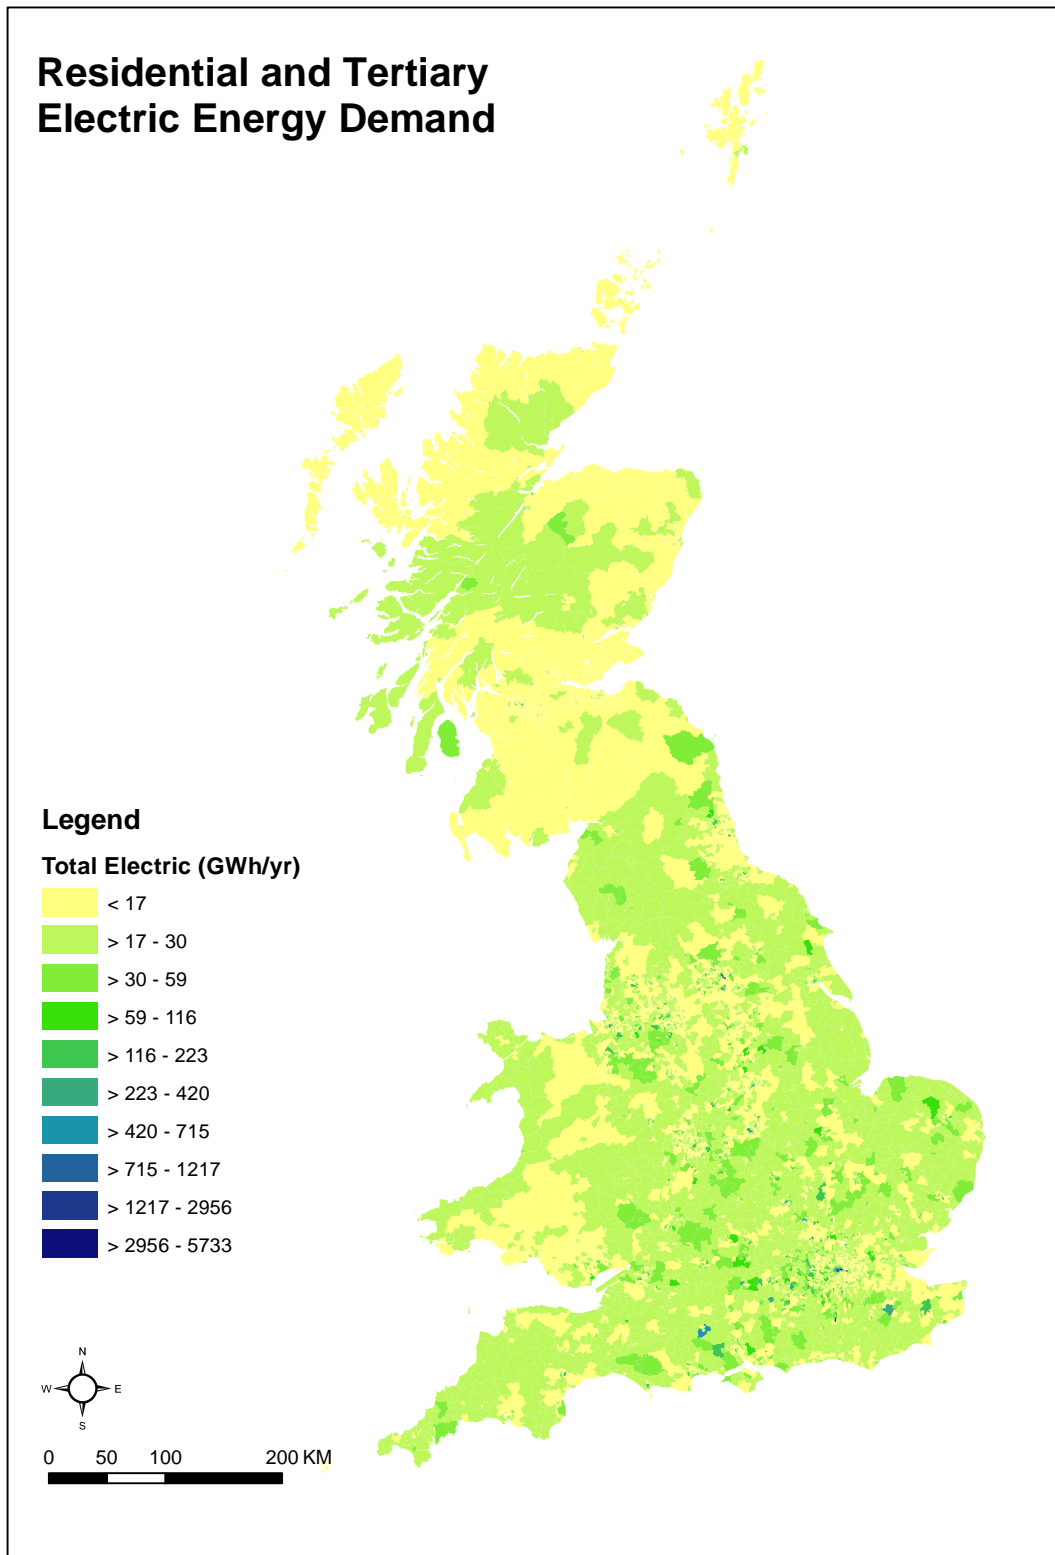 Residential and Tertiary
Electric Energy Demand
Legend
Total Electric (GWh/yr)
< 17
> 17 - 30
> 30 - 59
> 59 - 116
> 116 - 223
> 223 - 420
> 420 - 715
> 715 - 1217
> 1217 - 2956
> 2956 - 5733
N
W E
S
0 50 100 200 KM